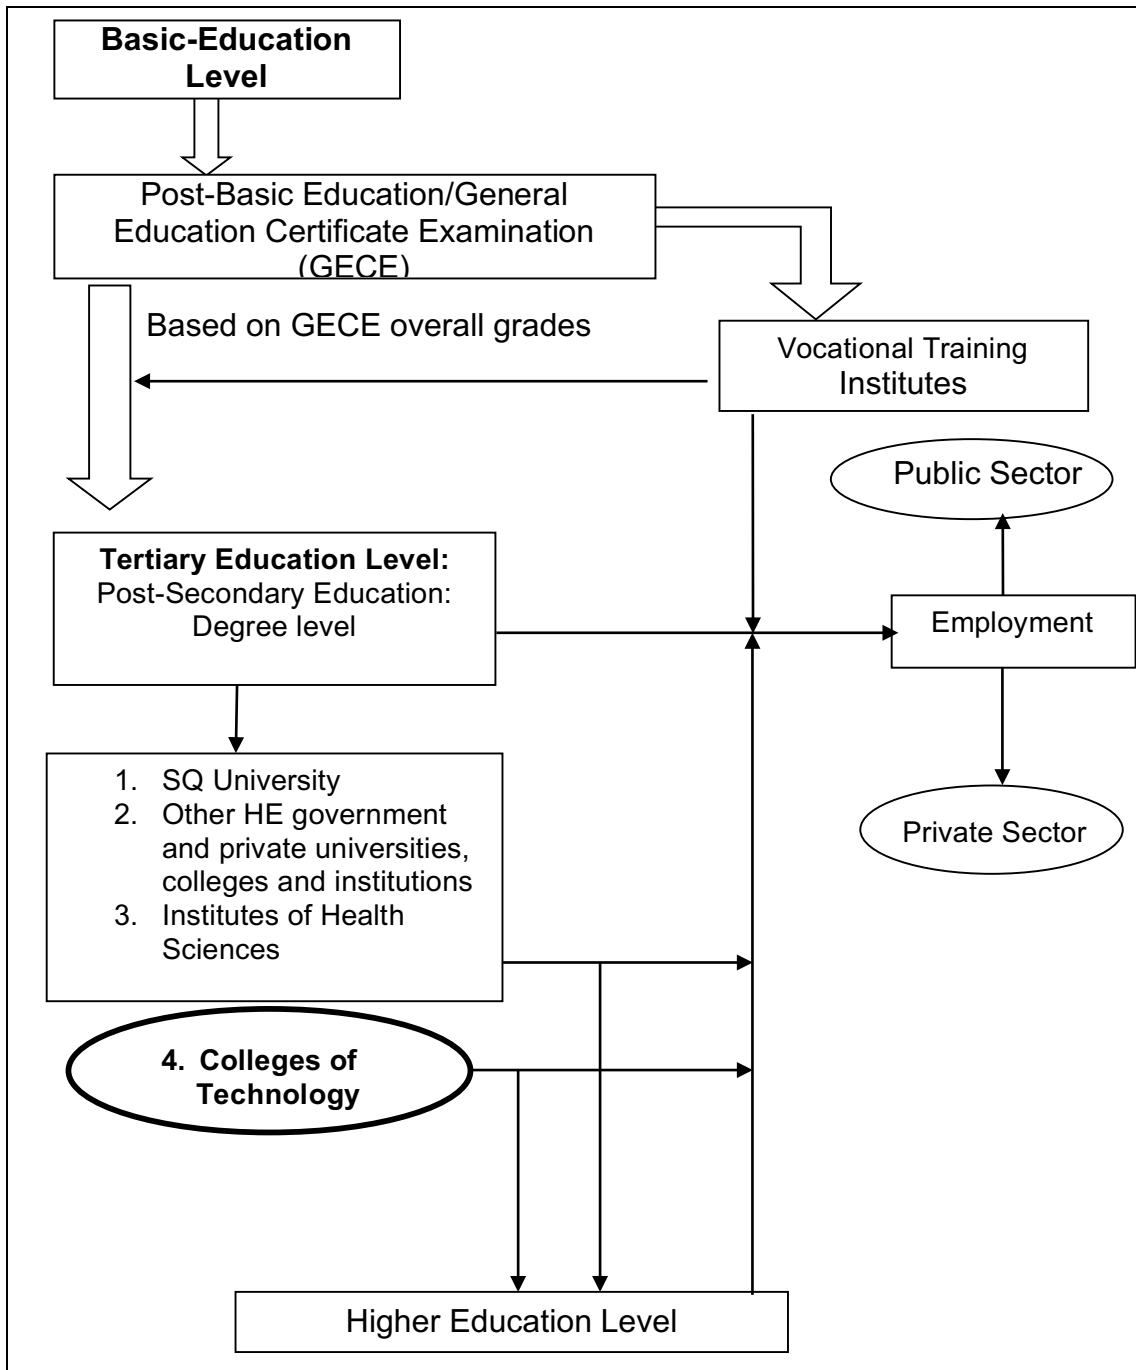 Basic-Education
Level
Post-Basic Education/General
Education Certificate Examination
(GECE)
Based on GECE overall grades
Vocational Training
Institutes
Public Sector
Tertiary Education Level:
Post-Secondary Education:
Degree level
Employment
1. SQ University
2. Other HE government
and private universities,
colleges and institutions
3. Institutes of Health
Sciences
Private Sector
4. Colleges of
Technology
Higher Education Level